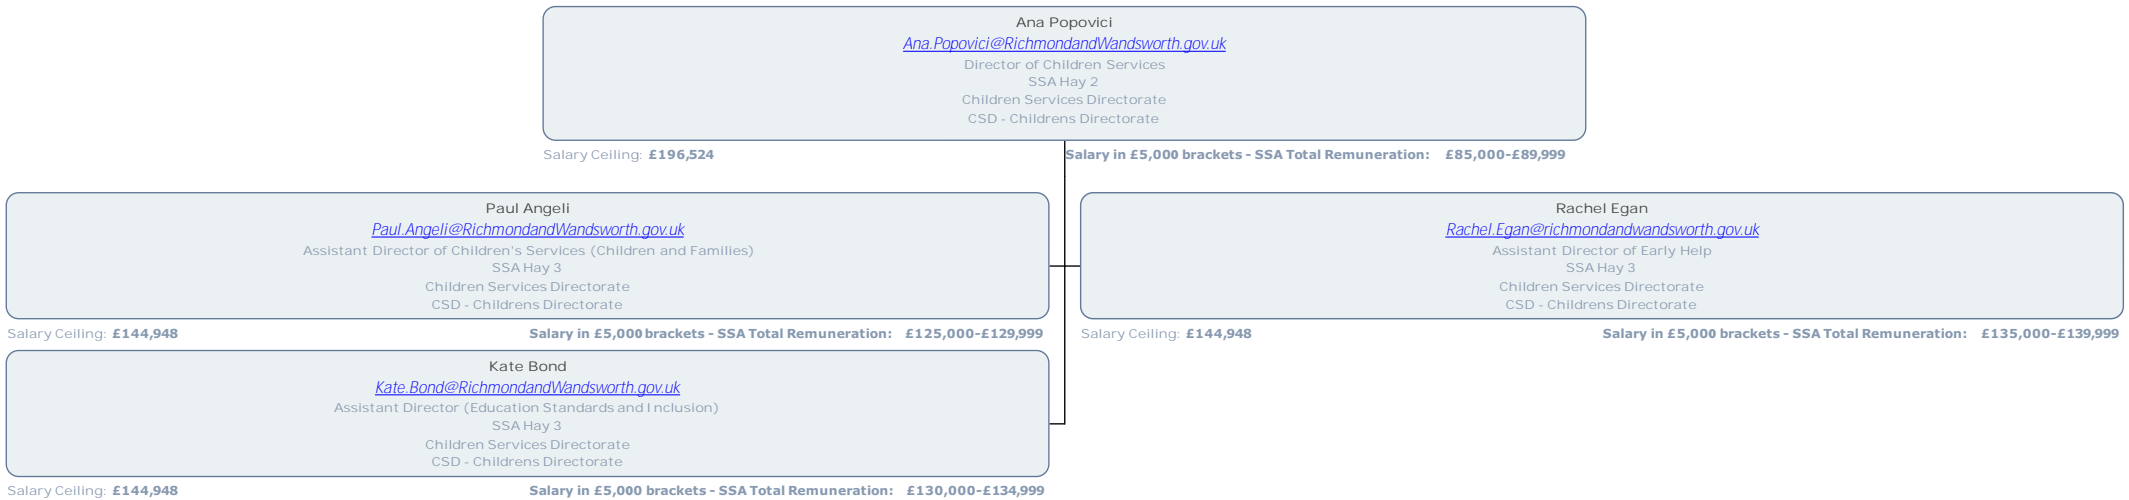 Ana Popovici
Ana.Popovici@RichmondandWandsworth.gov.uk
Director of Children Services
SSA Hay 2
Children Services Directorate
CSD - Childrens Directorate
Salary Ceiling: £196,524 Salary in £5,000 brackets - SSA Total Remuneration: £85,000-£89,999
Paul Angeli
Paul.Angeli@RichmondandWandsworth.gov.uk
Assistant Director of Children's Services (Children and Families)
SSA Hay 3
Children Services Directorate
CSD - Childrens Directorate
Salary Ceiling: £144,948 Salary in £5,000 brackets - SSA Total Remuneration: £125,000-£129,999
Rachel Egan
Rachel.Egan@richmondandwandsworth.gov.uk
Assistant Director of Early Help
SSA Hay 3
Children Services Directorate
CSD - Childrens Directorate
Salary Ceiling: £144,948 Salary in £5,000 brackets - SSA Total Remuneration: £135,000-£139,999
Kate Bond
Kate.Bond@RichmondandWandsworth.gov.uk
Assistant Director (Education Standards and Inclusion)
SSA Hay 3
Children Services Directorate
CSD - Childrens Directorate
Salary Ceiling: £144,948 Salary in £5,000 brackets - SSA Total Remuneration: £130,000-£134,999